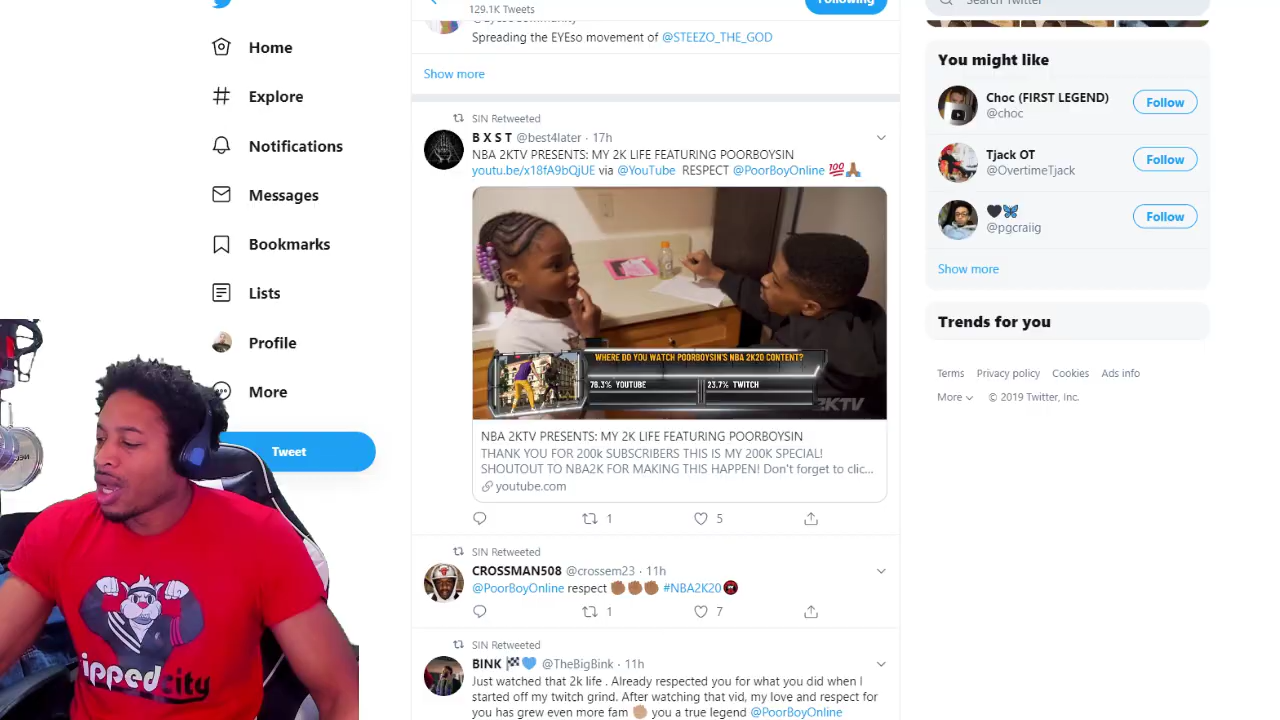 Home
Explore
Notifications
Messages
Bookmarks
Lists
Profile
More
Tweet
129.1K Tweets
Following
Spreading the EYEso movement of @STEEZO_THE_GOD
Show more
SIN Retweeted
B X S T @best4later · 17h
NBA 2KTV PRESENTS: MY 2K LIFE FEATURING POORBOYSIN
youtu.be/x18fA9bQjUE via @YouTube RESPECT @PoorBoyOnline 💯🙏🏽
WHERE DO YOU WATCH POORBOYSIN'S NBA 2K20 CONTENT?
76.3% YOUTUBE
23.7% TWITCH
2KTV
NBA 2KTV PRESENTS: MY 2K LIFE FEATURING POORBOYSIN
THANK YOU FOR 200k SUBSCRIBERS THIS IS MY 200K SPECIAL!
SHOUTOUT TO NBA2K FOR MAKING THIS HAPPEN! Don't forget to clic...
youtube.com
1
5
SIN Retweeted
CROSSMAN508 @crossem23 · 11h
@PoorBoyOnline respect ✊🏽✊🏽✊🏽 #NBA2K20
1
7
SIN Retweeted
BINK 🏁💙 @TheBigBink · 11h
Just watched that 2k life . Already respected you for what you did when I
started off my twitch grind. After watching that vid, my love and respect for
you has grew even more fam ✊🏽 you a true legend @PoorBoyOnline
Search Twitter
You might like
Choc (FIRST LEGEND)
@choc
Follow
Tjack OT
@OvertimeTjack
Follow
🖤🦋
@pgcraiig
Follow
Show more
Trends for you
Terms Privacy policy Cookies Ads info
More © 2019 Twitter, Inc.
ipped city